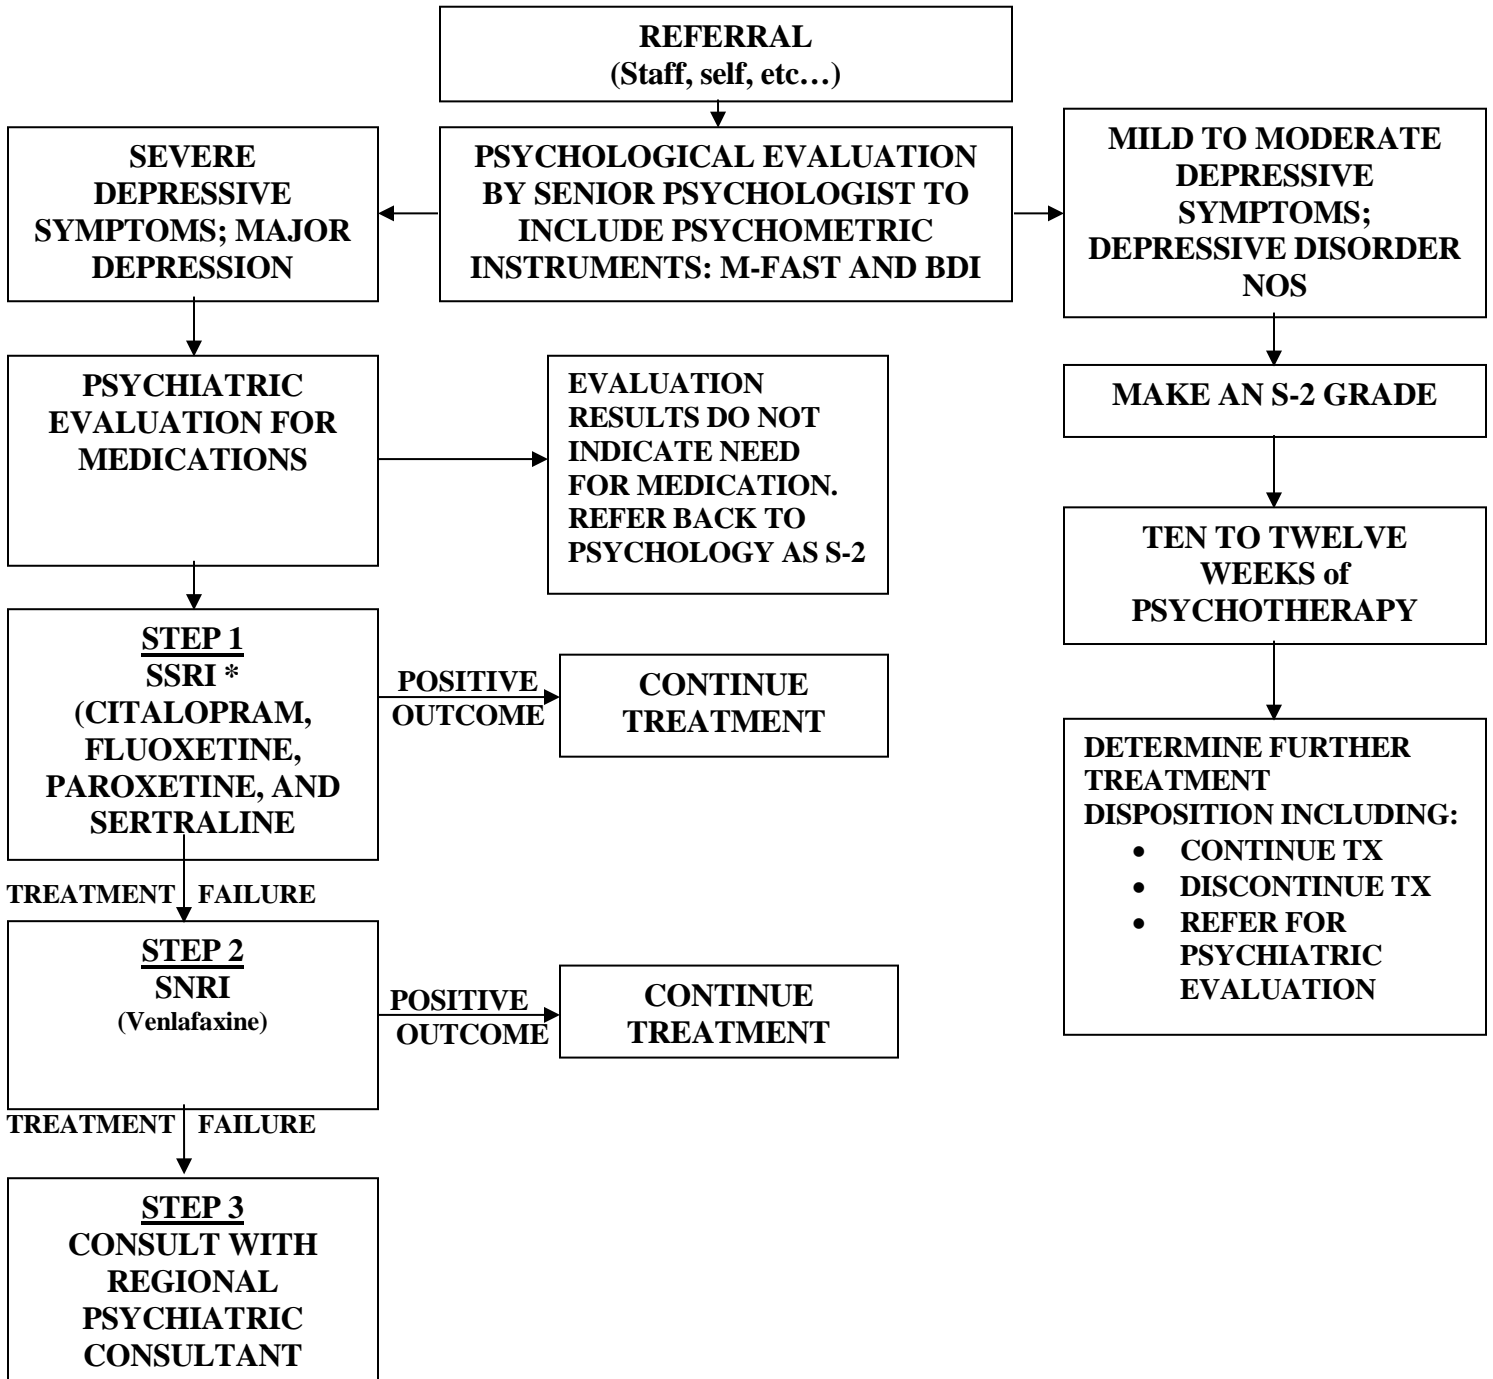 REFERRAL
(Staff, self, etc…)
SEVERE
DEPRESSIVE
SYMPTOMS; MAJOR
DEPRESSION
PSYCHOLOGICAL EVALUATION
BY SENIOR PSYCHOLOGIST TO
INCLUDE PSYCHOMETRIC
INSTRUMENTS: M-FAST AND BDI
MILD TO MODERATE
DEPRESSIVE
SYMPTOMS;
DEPRESSIVE DISORDER
NOS
PSYCHIATRIC
EVALUATION FOR
MEDICATIONS
EVALUATION
RESULTS DO NOT
INDICATE NEED
FOR MEDICATION.
REFER BACK TO
PSYCHOLOGY AS S-2
MAKE AN S-2 GRADE
TEN TO TWELVE
WEEKS of
PSYCHOTHERAPY
STEP 1
SSRI *
(CITALOPRAM,
FLUOXETINE,
PAROXETINE, AND
SERTRALINE
POSITIVE
OUTCOME
CONTINUE
TREATMENT
DETERMINE FURTHER
TREATMENT
DISPOSITION INCLUDING:
• CONTINUE TX
• DISCONTINUE TX
• REFER FOR
PSYCHIATRIC
EVALUATION
TREATMENT FAILURE
STEP 2
SNRI
(Venlafaxine)
POSITIVE
OUTCOME
CONTINUE
TREATMENT
TREATMENT FAILURE
STEP 3
CONSULT WITH
REGIONAL
PSYCHIATRIC
CONSULTANT